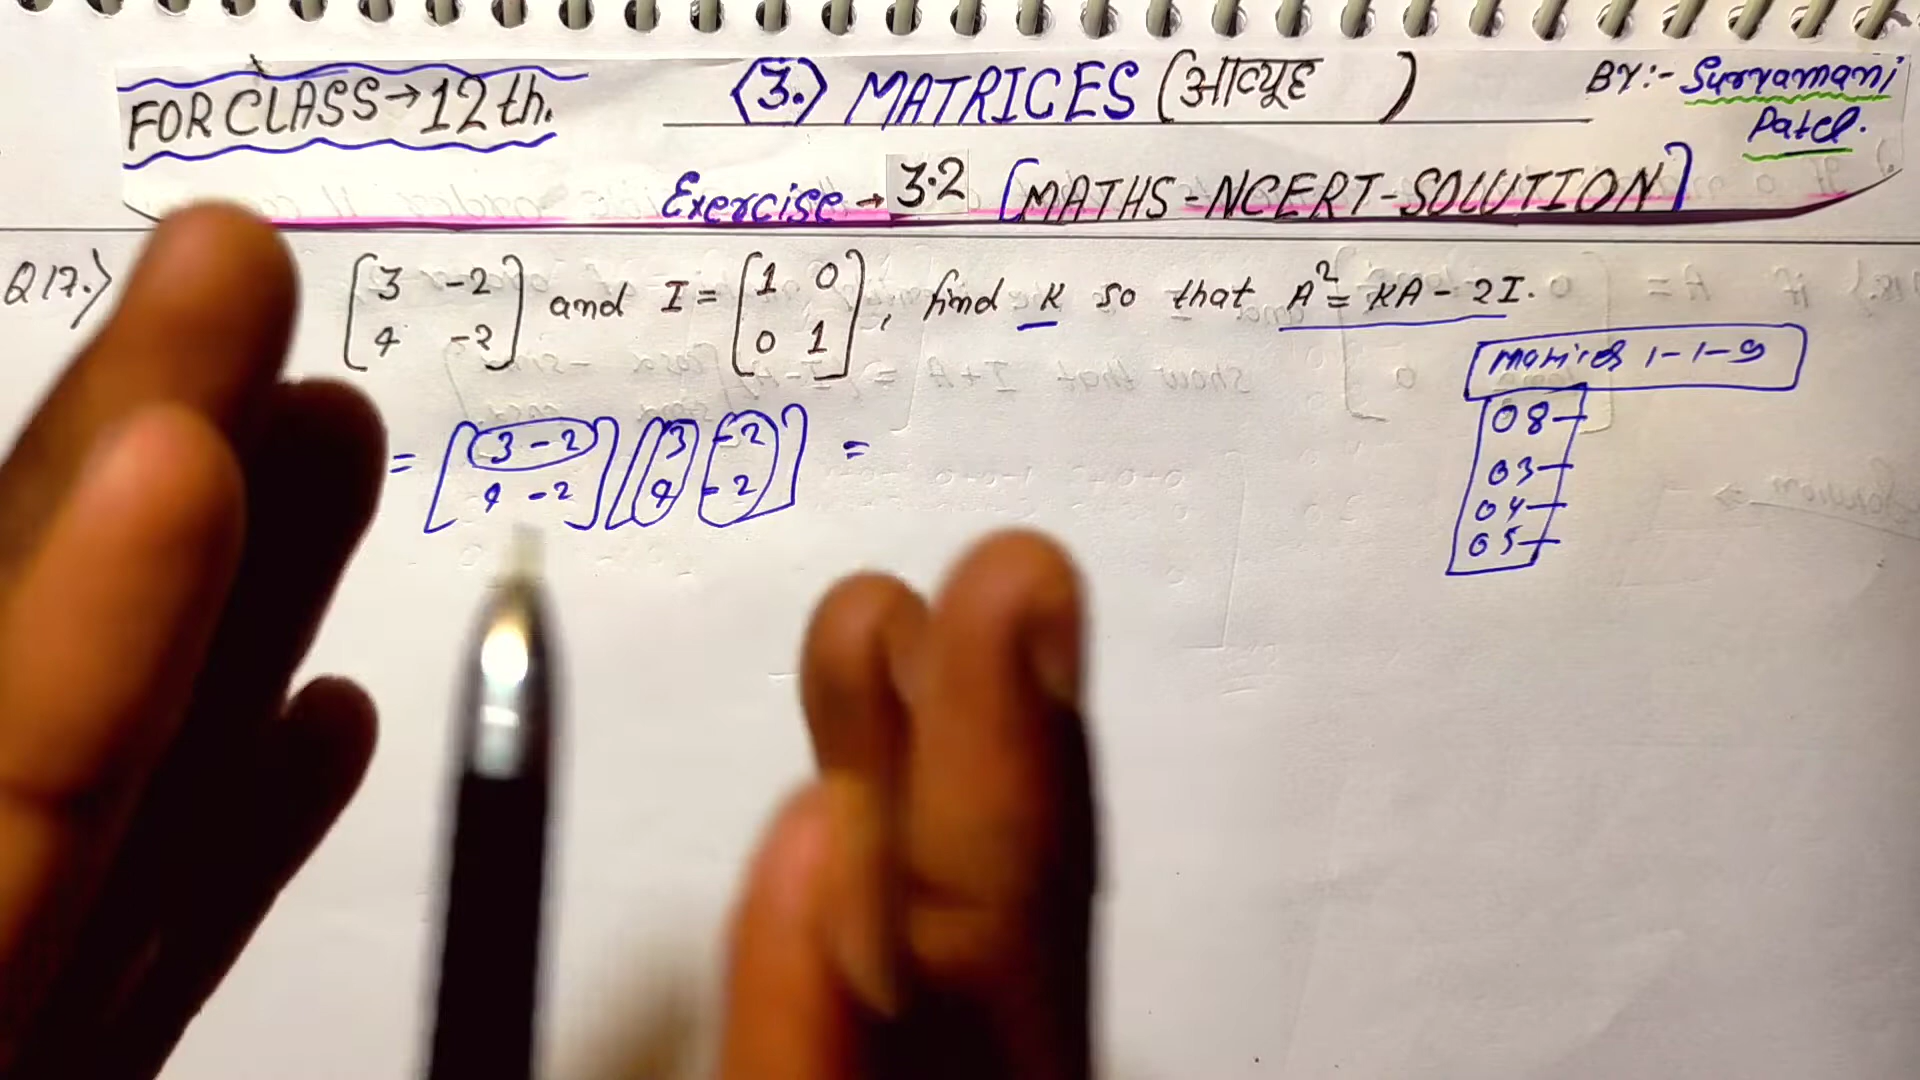 FOR CLASS→12th.
(3.) MATRICES (आव्यूह)
BY:- Suryamani Patel.
Exercise → 3.2 [MATHS-NCERT-SOLUTION]
Q17.) [3 -2 4 -2] and I = [1 0 0 1], find K so that A² = KA - 2I.
Matrices 1-1-9
08-
03-
04-
05-
= [3 -2 4 -2] [3 -2 4 -2] =